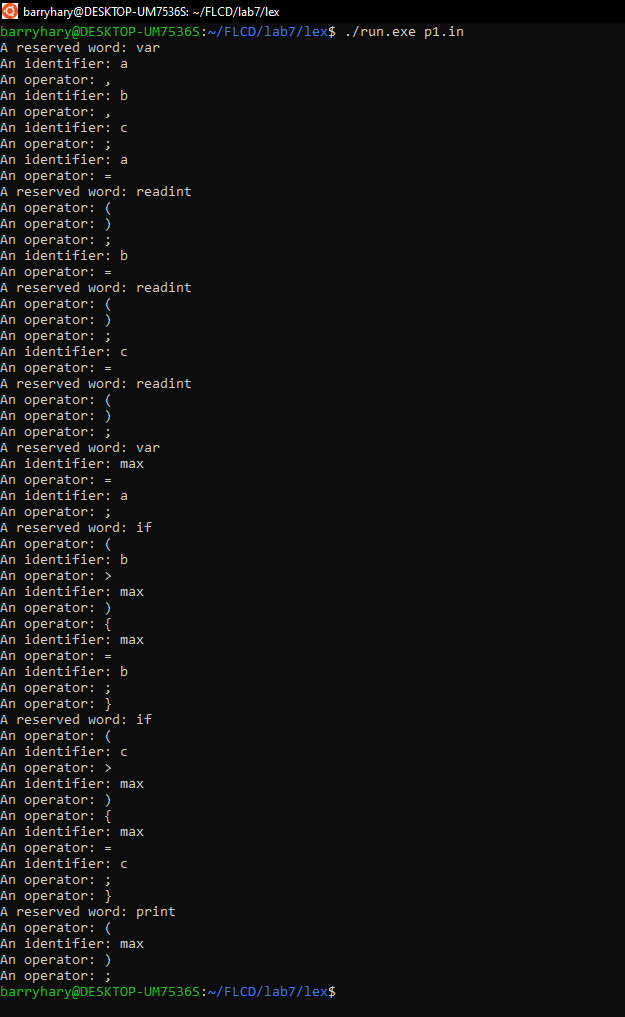 barryhary@DESKTOP-UM7536S: ~/FLCD/lab7/lex
barryhary@DESKTOP-UM7536S:~/FLCD/lab7/lex$ ./run.exe p1.in
A reserved word: var
An identifier: a
An operator: ,
An identifier: b
An operator: ,
An identifier: c
An operator: ;
An identifier: a
An operator: =
A reserved word: readint
An operator: (
An operator: )
An operator: ;
An identifier: b
An operator: =
A reserved word: readint
An operator: (
An operator: )
An operator: ;
An identifier: c
An operator: =
A reserved word: readint
An operator: (
An operator: )
An operator: ;
A reserved word: var
An identifier: max
An operator: =
An identifier: a
An operator: ;
A reserved word: if
An operator: (
An identifier: b
An operator: >
An identifier: max
An operator: )
An operator: {
An identifier: max
An operator: =
An identifier: b
An operator: ;
An operator: }
A reserved word: if
An operator: (
An identifier: c
An operator: >
An identifier: max
An operator: )
An operator: {
An identifier: max
An operator: =
An identifier: c
An operator: ;
An operator: }
A reserved word: print
An operator: (
An identifier: max
An operator: )
An operator: ;
barryhary@DESKTOP-UM7536S:~/FLCD/lab7/lex$